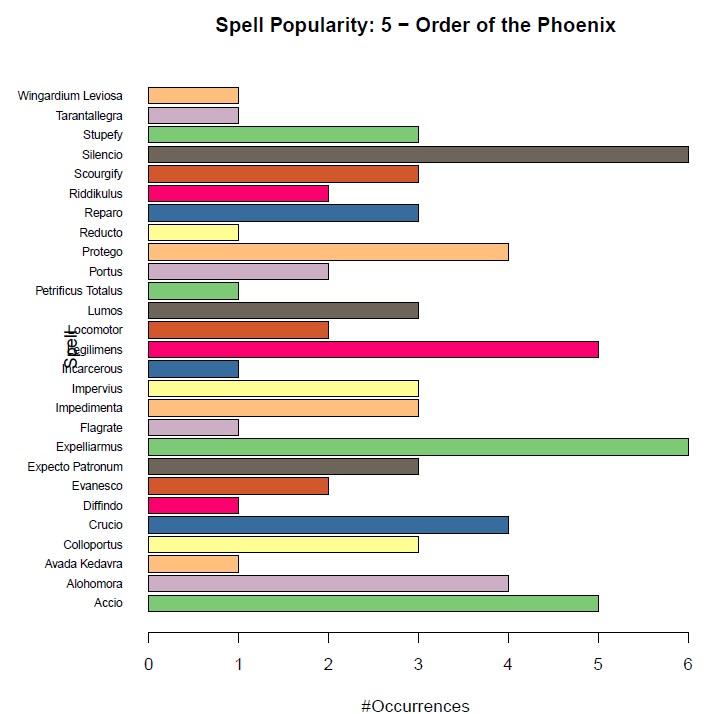 Spell Popularity: 5 − Order of the Phoenix
Wingardium Leviosa
Tarantallegra
Stupefy
Silencio
Scourgify
Riddikulus
Reparo
Reducto
Protego
Portus
Petrificus Totalus
Lumos
Locomotor
Legilimens
Incarcerous
Impervius
Impedimenta
Flagrate
Expelliarmus
Expecto Patronum
Evanesco
Diffindo
Crucio
Colloportus
Avada Kedavra
Alohomora
Accio
Spell
0 1 2 3 4 5 6
#Occurrences